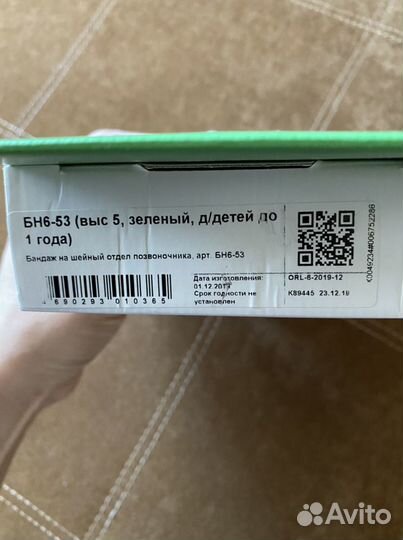 БН6-53 (выс 5, зеленый, д/детей до
1 года)
Бандаж на шейный отдел позвоночника, арт. БН6-53
4 690293 010365
Дата изготовления:
01.12.2019
Срок годности не
установлен
ORL-6-2019-12
K89445 23.12.19
K0049234#006752286
Avito